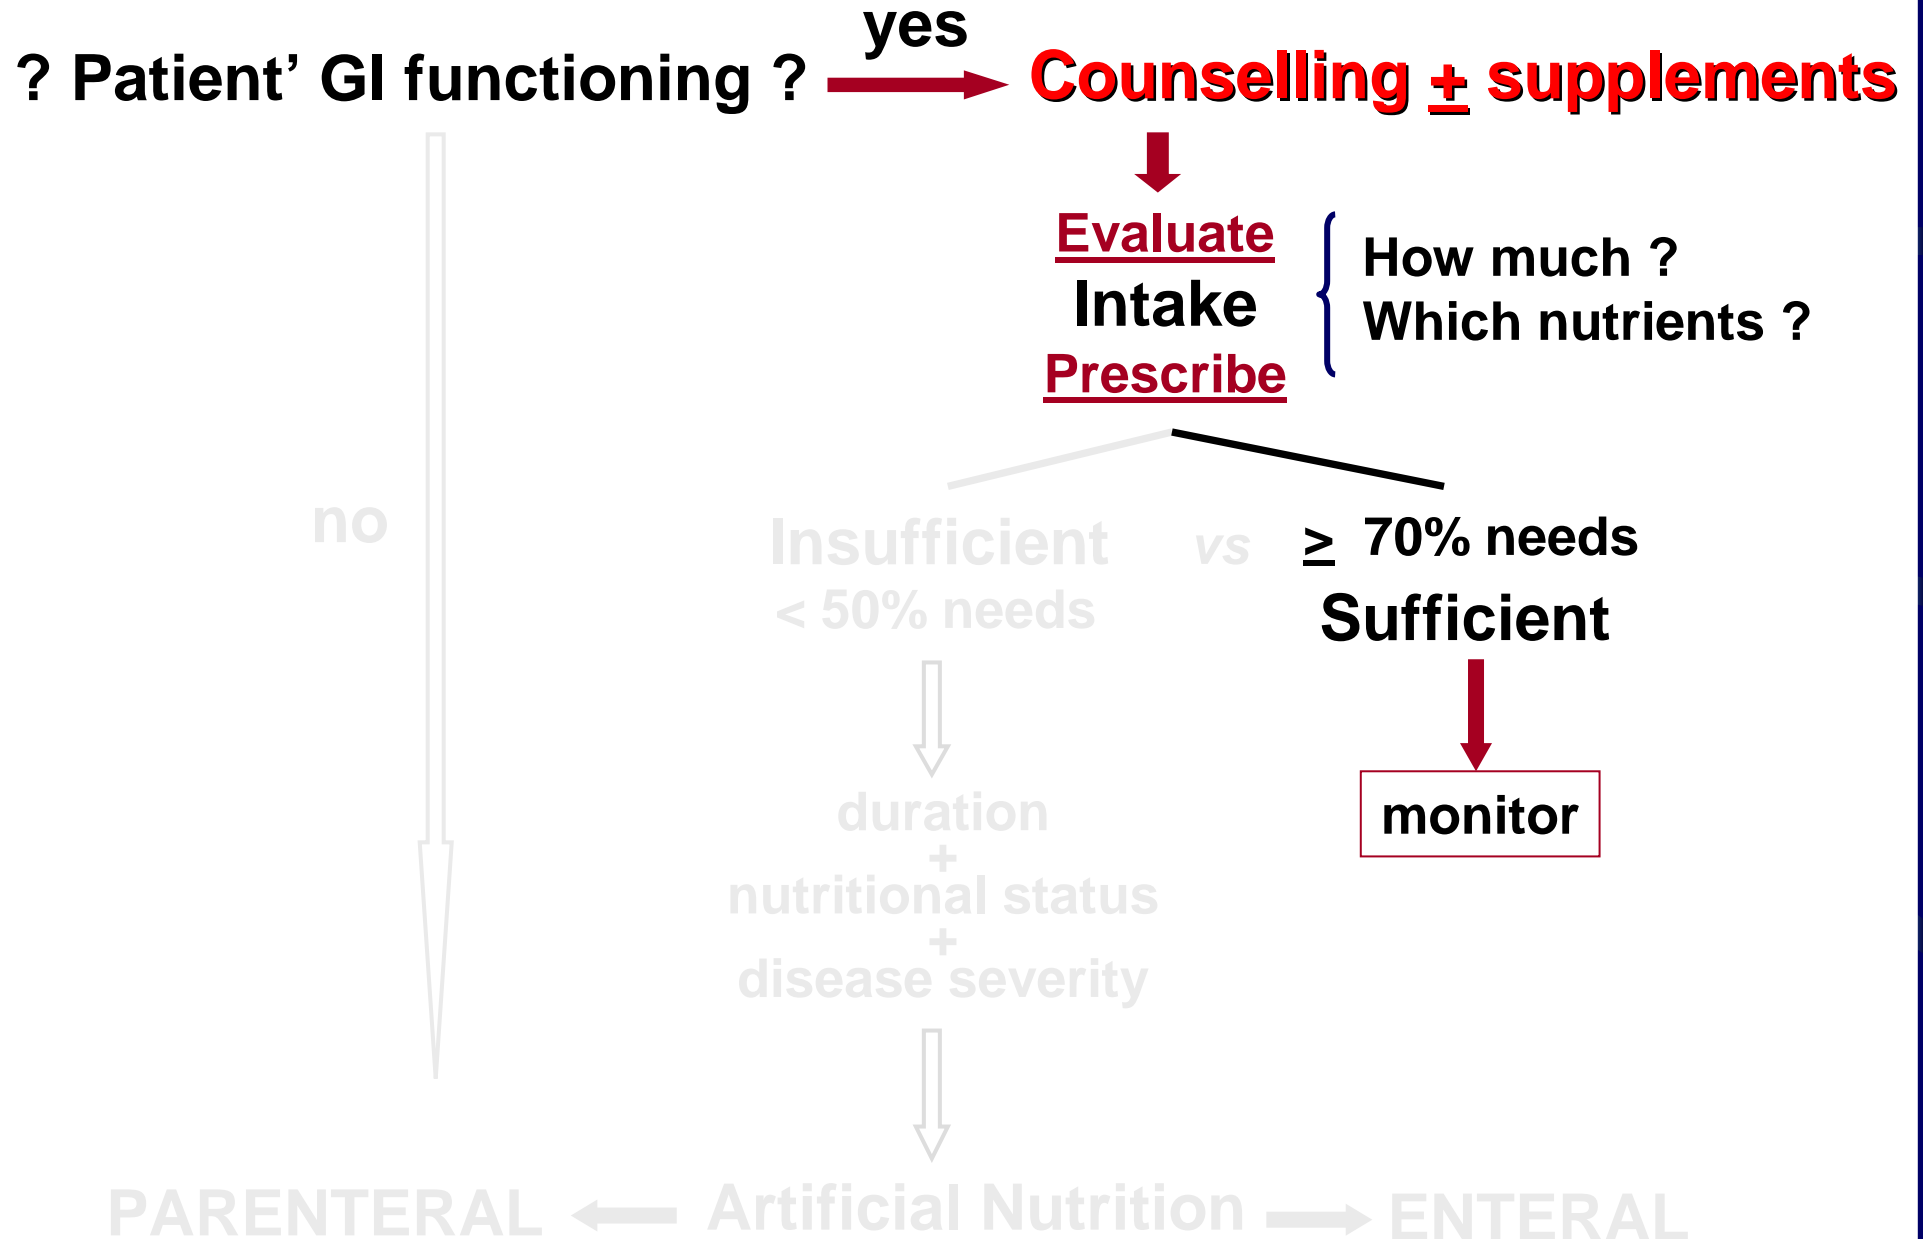 yes
? Patient’ GI functioning ?
Counselling ± supplements
Evaluate
Intake
Prescribe
How much ?
Which nutrients ?
no
Insufficient vs ≥ 70% needs
< 50% needs
Sufficient
duration
+
nutritional status
+
disease severity
monitor
PARENTERAL
Artificial Nutrition
ENTERAL